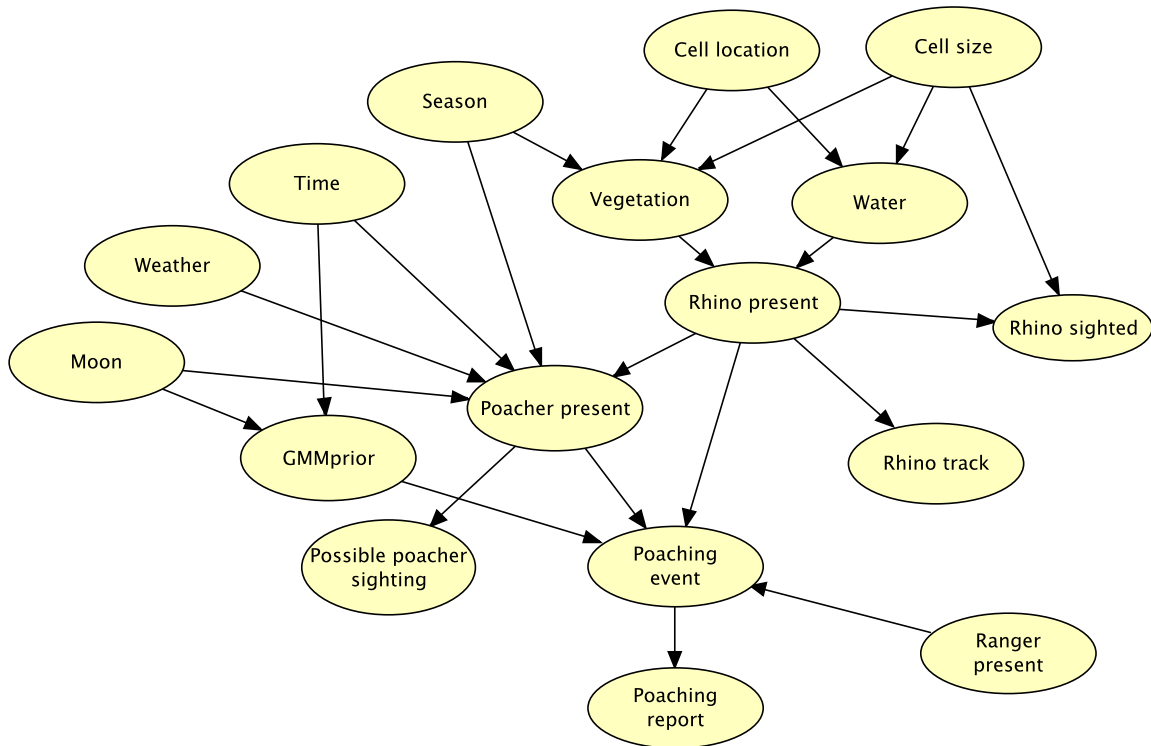 Cell size
Cell location
Season
Time
Vegetation
Water
Weather
Rhino present
Rhino sighted
Moon
Poacher present
GMMprior
Rhino track
Possible poacher
sighting
Poaching
event
Ranger
present
Poaching
report